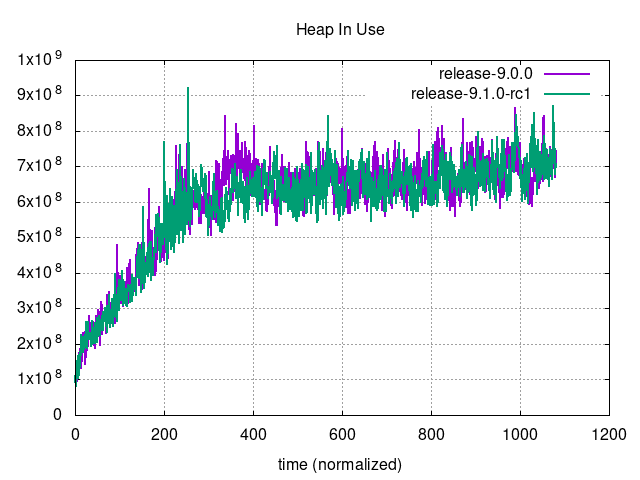 Heap In Use
1x10^9
9x10^8
8x10^8
7x10^8
6x10^8
5x10^8
4x10^8
3x10^8
2x10^8
1x10^8
0
release-9.0.0
release-9.1.0-rc1
0 200 400 600 800 1000 1200
time (normalized)